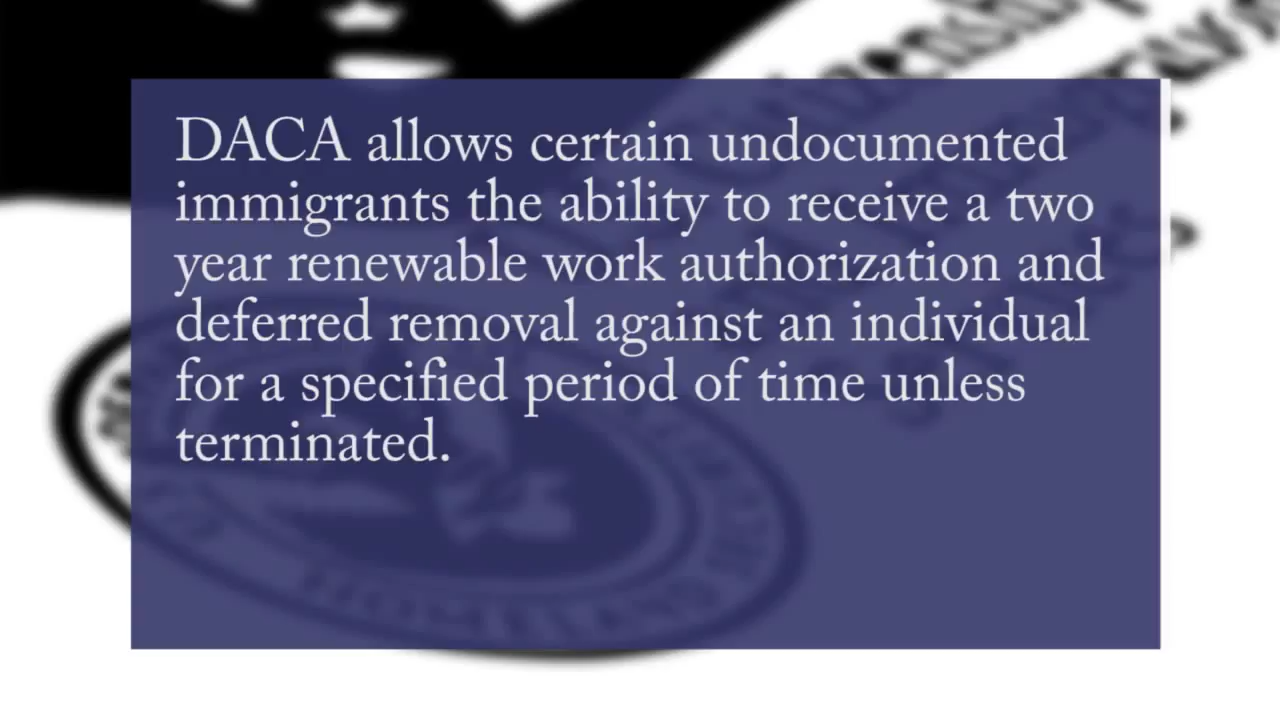 DACA allows certain undocumented
immigrants the ability to receive a two
year renewable work authorization and
deferred removal against an individual
for a specified period of time unless
terminated.